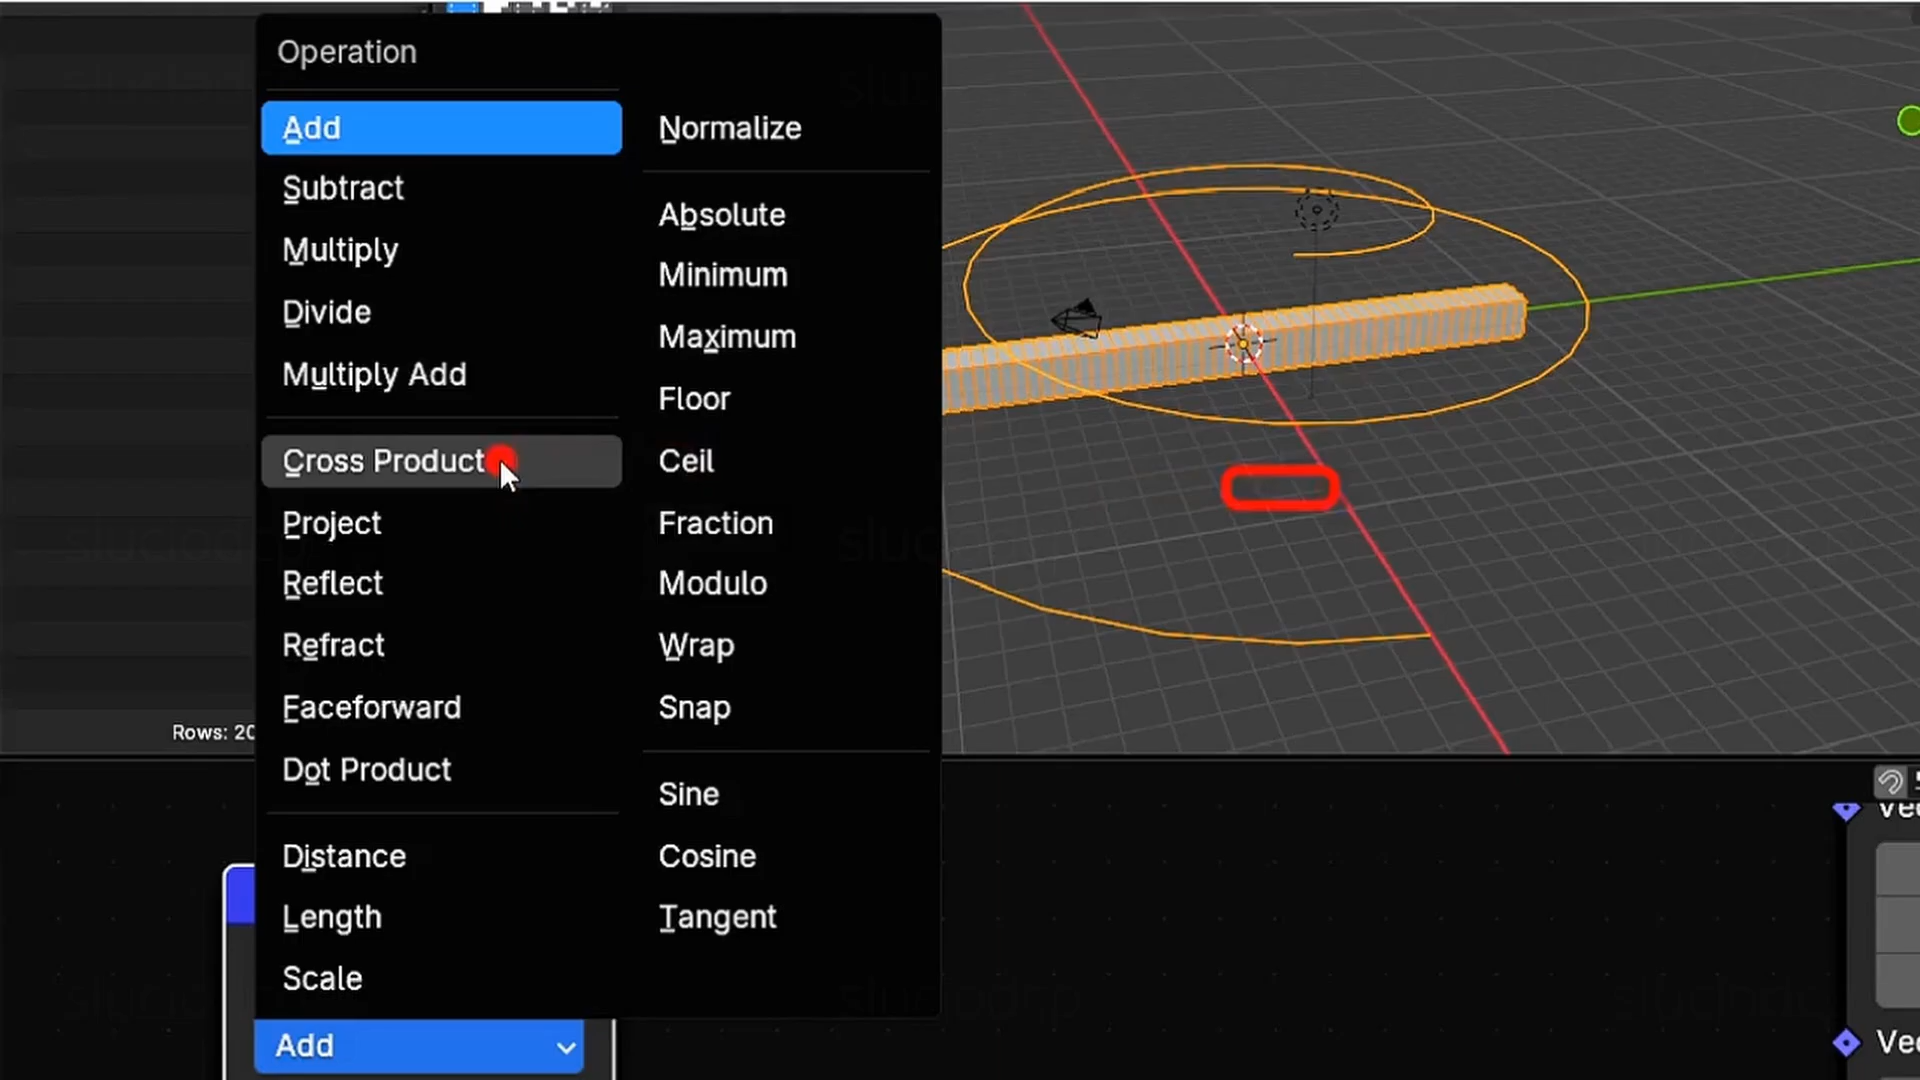 Operation
Add
Subtract
Multiply
Divide
Multiply Add
Cross Product
Project
Reflect
Refract
Faceforward
Dot Product
Distance
Length
Scale
Normalize
Absolute
Minimum
Maximum
Floor
Ceil
Fraction
Modulo
Wrap
Snap
Sine
Cosine
Tangent
Rows: 20
Add